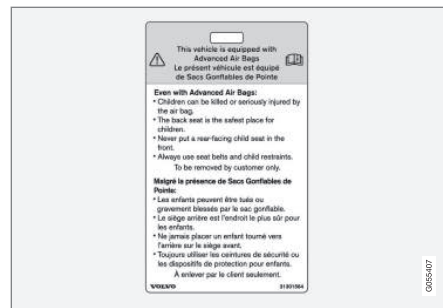 This vehicle is equipped with
Advanced Air Bags
Le présent véhicule est équipé
de Sacs Gonflables de Pointe
Even with Advanced Air Bags:
• Children can be killed or seriously injured by
the air bag.
• The back seat is the safest place for
children.
• Never put a rear-facing child seat in the
front.
• Always use seat belts and child restraints.
To be removed by customer only.
Malgré la présence de Sacs Gonflables de
Pointe:
• Les enfants peuvent être tués ou
gravement blessés par le sac gonflable.
• Le siège arrière est l'endroit le plus sûr pour
les enfants.
• Ne jamais placer un enfant tourné vers
l'arrière sur le siège avant.
• Toujours utiliser les ceintures de sécurité ou
les dispositifs de protection pour enfants.
À enlever par le client seulement.
VOLVO 31301564
G055407